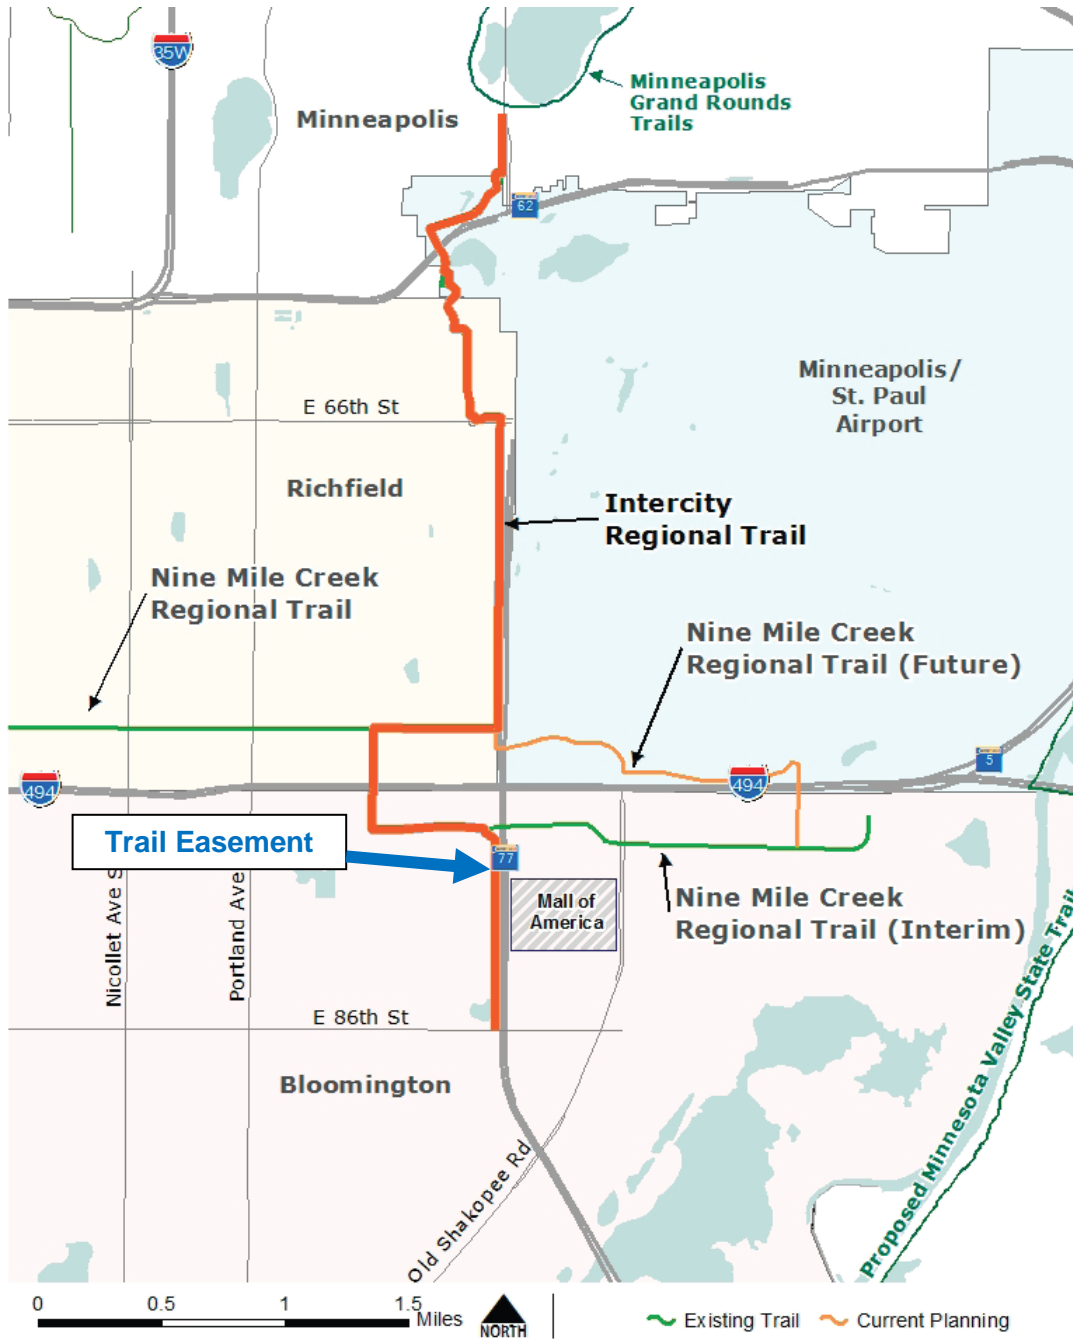 35W
Minneapolis
Grand Rounds
Trails
Minneapolis
62
Minneapolis/
St. Paul
Airport
E 66th St
Richfield
Intercity
Regional Trail
Nine Mile Creek
Regional Trail
Nine Mile Creek
Regional Trail (Future)
5
494
494
Trail Easement
77
Mall of
America
Nine Mile Creek
Regional Trail (Interim)
Nicollet Ave S
Portland Ave
E 86th St
Bloomington
Old Shakopee Rd
Proposed Minnesota Valley State Trail
0 0.5 1 1.5 Miles
NORTH
Existing Trail
Current Planning